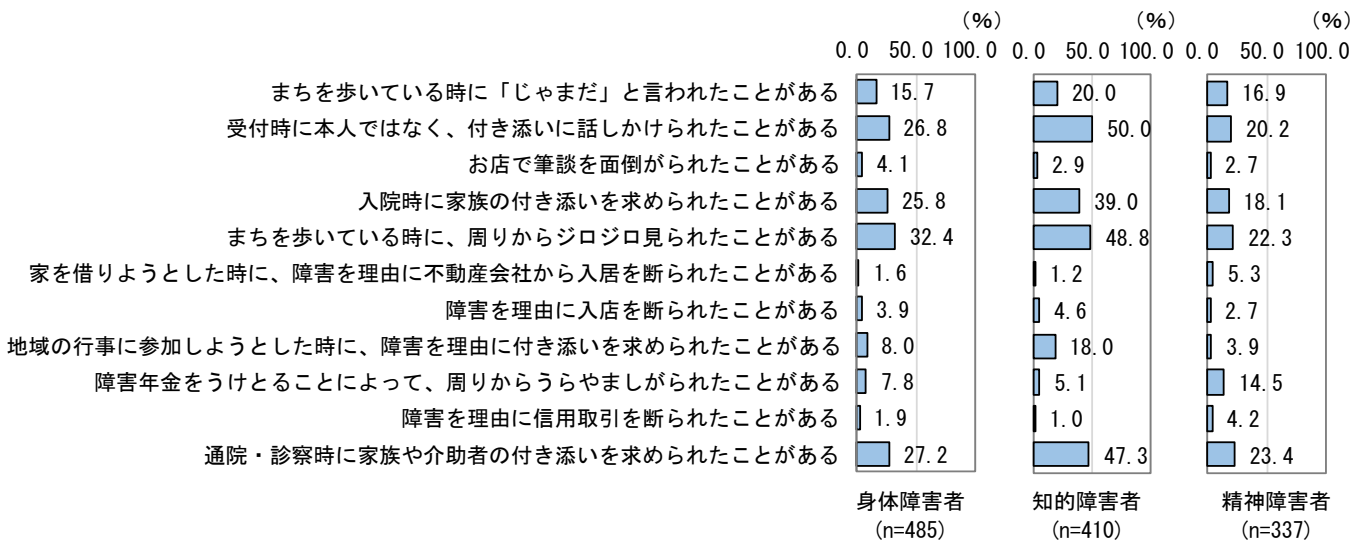 (%) (%) (%)
0.0 50.0 100.0 0.0 50.0 100.0 0.0 50.0 100.0
まちを歩いている時に「じゃまだ」と言われたことがある 15.7 20.0 16.9
受付時に本人ではなく、付き添いに話しかけられたことがある 26.8 50.0 20.2
お店で筆談を面倒がられたことがある 4.1 2.9 2.7
入院時に家族の付き添いを求められたことがある 25.8 39.0 18.1
まちを歩いている時に、周りからジロジロ見られたことがある 32.4 48.8 22.3
家を借りようとした時に、障害を理由に不動産会社から入居を断られたことがある 1.6 1.2 5.3
障害を理由に入店を断られたことがある 3.9 4.6 2.7
地域の行事に参加しようとした時に、障害を理由に付き添いを求められたことがある 8.0 18.0 3.9
障害年金をうけとることによって、周りからうらやましがられたことがある 7.8 5.1 14.5
障害を理由に信用取引を断られたことがある 1.9 1.0 4.2
通院・診察時に家族や介助者の付き添いを求められたことがある 27.2 47.3 23.4
身体障害者 知的障害者 精神障害者
(n=485) (n=410) (n=337)